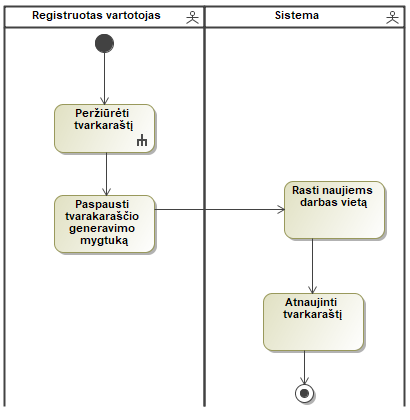 Registruotas vartotojas
Sistema
Peržiūrėti
tvarkaraštį
Paspausti
tvarakaraščio
generavimo
mygtuką
Rasti naujiems
darbas vietą
Atnaujinti
tvarkaraštį